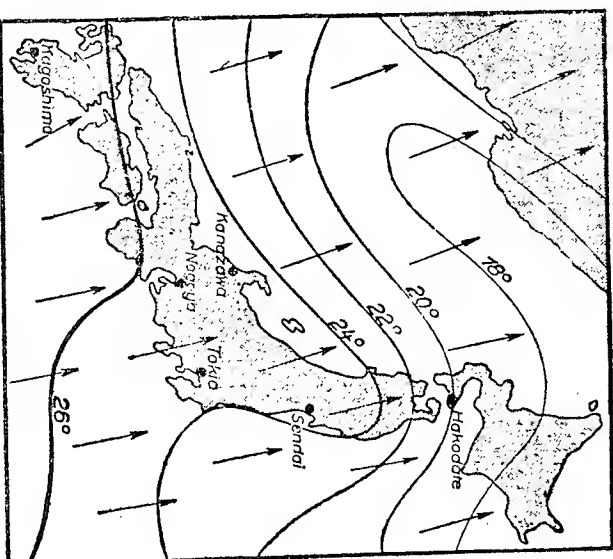 18°
20°
22°
24°
26°
Hakodate
Sendai
Tokio
Kanazawa
Nagoya
Kagoshima